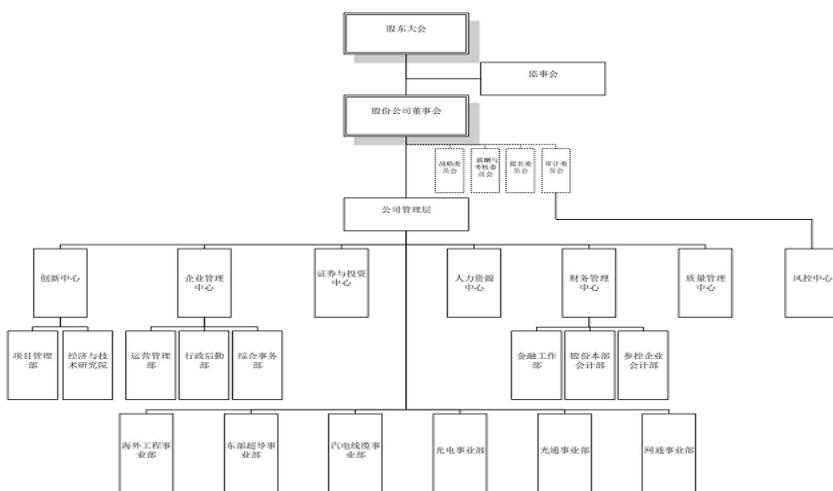 股东大会
监事会
股份公司董事会
战略委
员会
薪酬与
考核委
员会
提名委
员会
审计委
员会
公司管理层
创新中心
企业管理
中心
证券与投资
中心
人力资源
中心
财务管理
中心
质量管理
中心
风控中心
项目管理
部
经济与技
术研究院
运营管理
部
行政后勤
部
综合事务
部
金融工作
部
股份本部
会计部
参控企业
会计部
海外工程事
业部
东部超导事
业部
汽电线缆事
业部
光电事业部
光通事业部
网通事业部